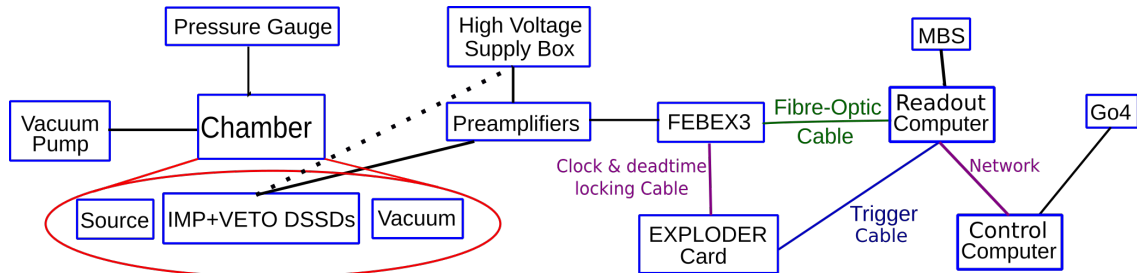 Pressure Gauge
High Voltage
Supply Box
MBS
Vacuum
Pump
Chamber
Preamplifiers
FEBEX3
Fibre-Optic
Cable
Readout
Computer
Go4
Clock & deadtime
locking Cable
Network
Source
IMP+VETO DSSDs
Vacuum
EXPLODER
Card
Trigger
Cable
Control
Computer